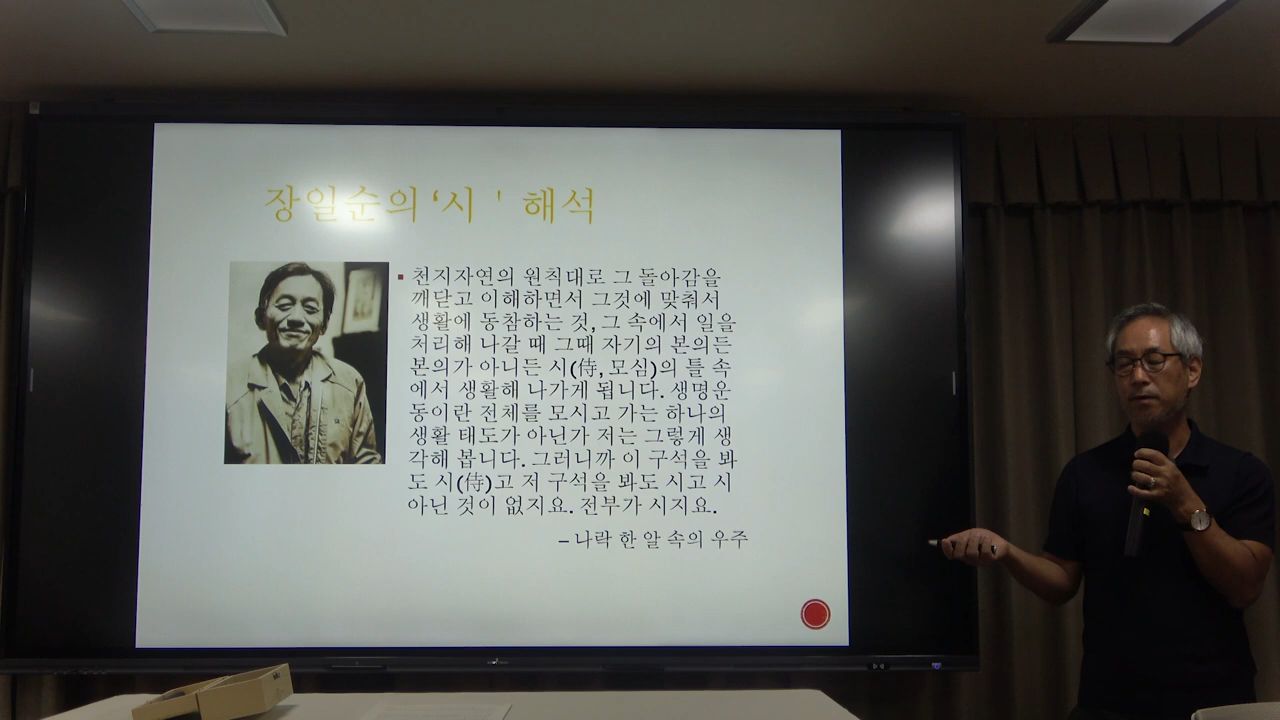 장일순의 ‘시 ' 해석
천지자연의 원칙대로 그 돌아감을
깨닫고 이해하면서 그것에 맞춰서
생활에 동참하는 것, 그 속에서 일을
처리해 나갈 때 그때 자기의 본의든
본의가 아니든 시(侍, 모심)의 틀 속
에서 생활해 나가게 됩니다. 생명운
동이란 전체를 모시고 가는 하나의
생활 태도가 아닌가 저는 그렇게 생
각해 봅니다. 그러니까 이 구석을 봐
도 시(侍)고 저 구석을 봐도 시고 시
아닌 것이 없지요. 전부가 시지요.
– 나락 한 알 속의 우주